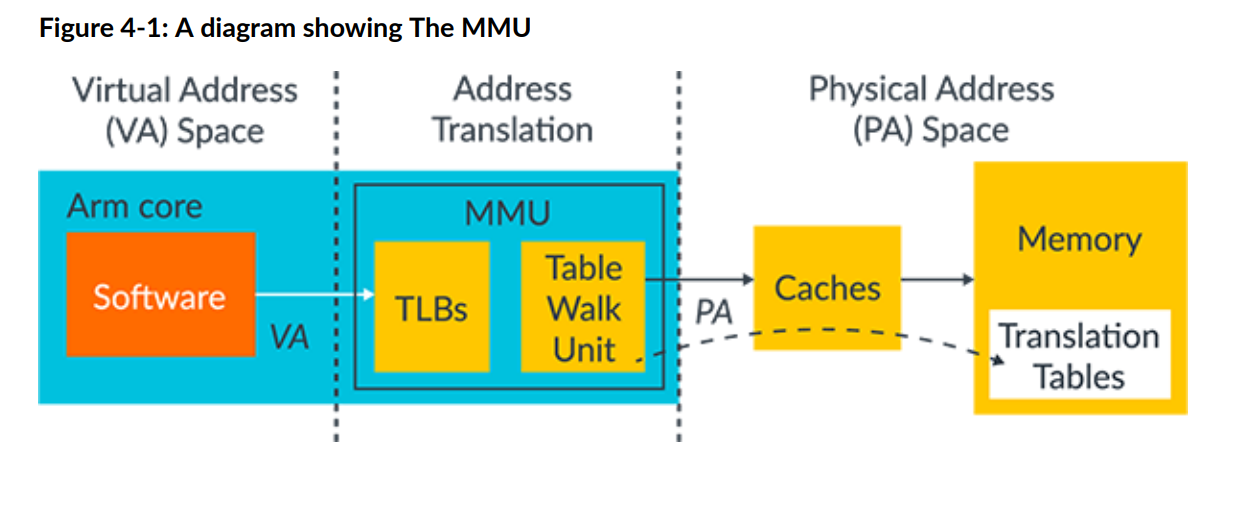 Figure 4-1: A diagram showing The MMU
Virtual Address
(VA) Space
Address
Translation
Physical Address
(PA) Space
Arm core
Software
VA
MMU
TLBs
Table
Walk
Unit
PA
Caches
Memory
Translation
Tables